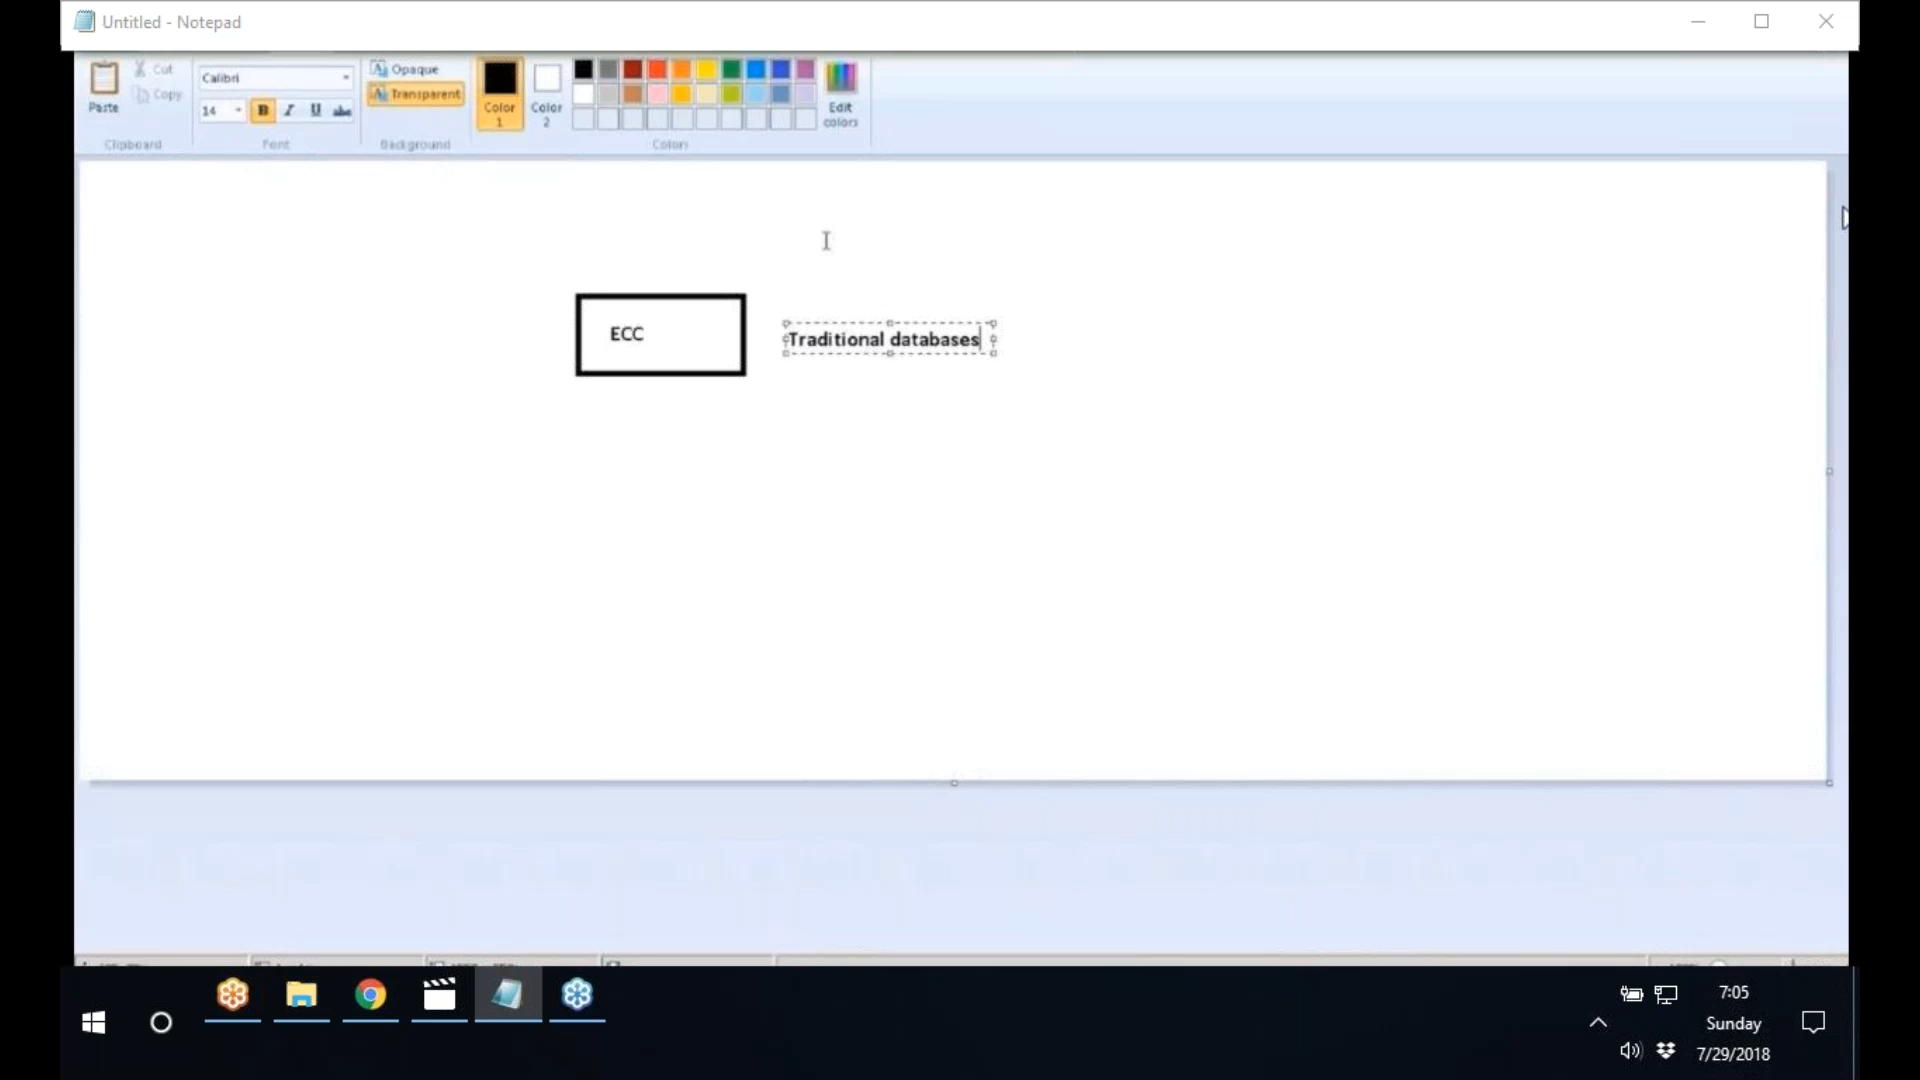 Untitled - Notepad
Paste
Cut
Copy
Clipboard
Calibri
14
B I U abc
Font
Opaque
Transparent
Background
Color
1
Color
2
Edit
colors
Colors
ECC
Traditional databases
7:05
Sunday
7/29/2018